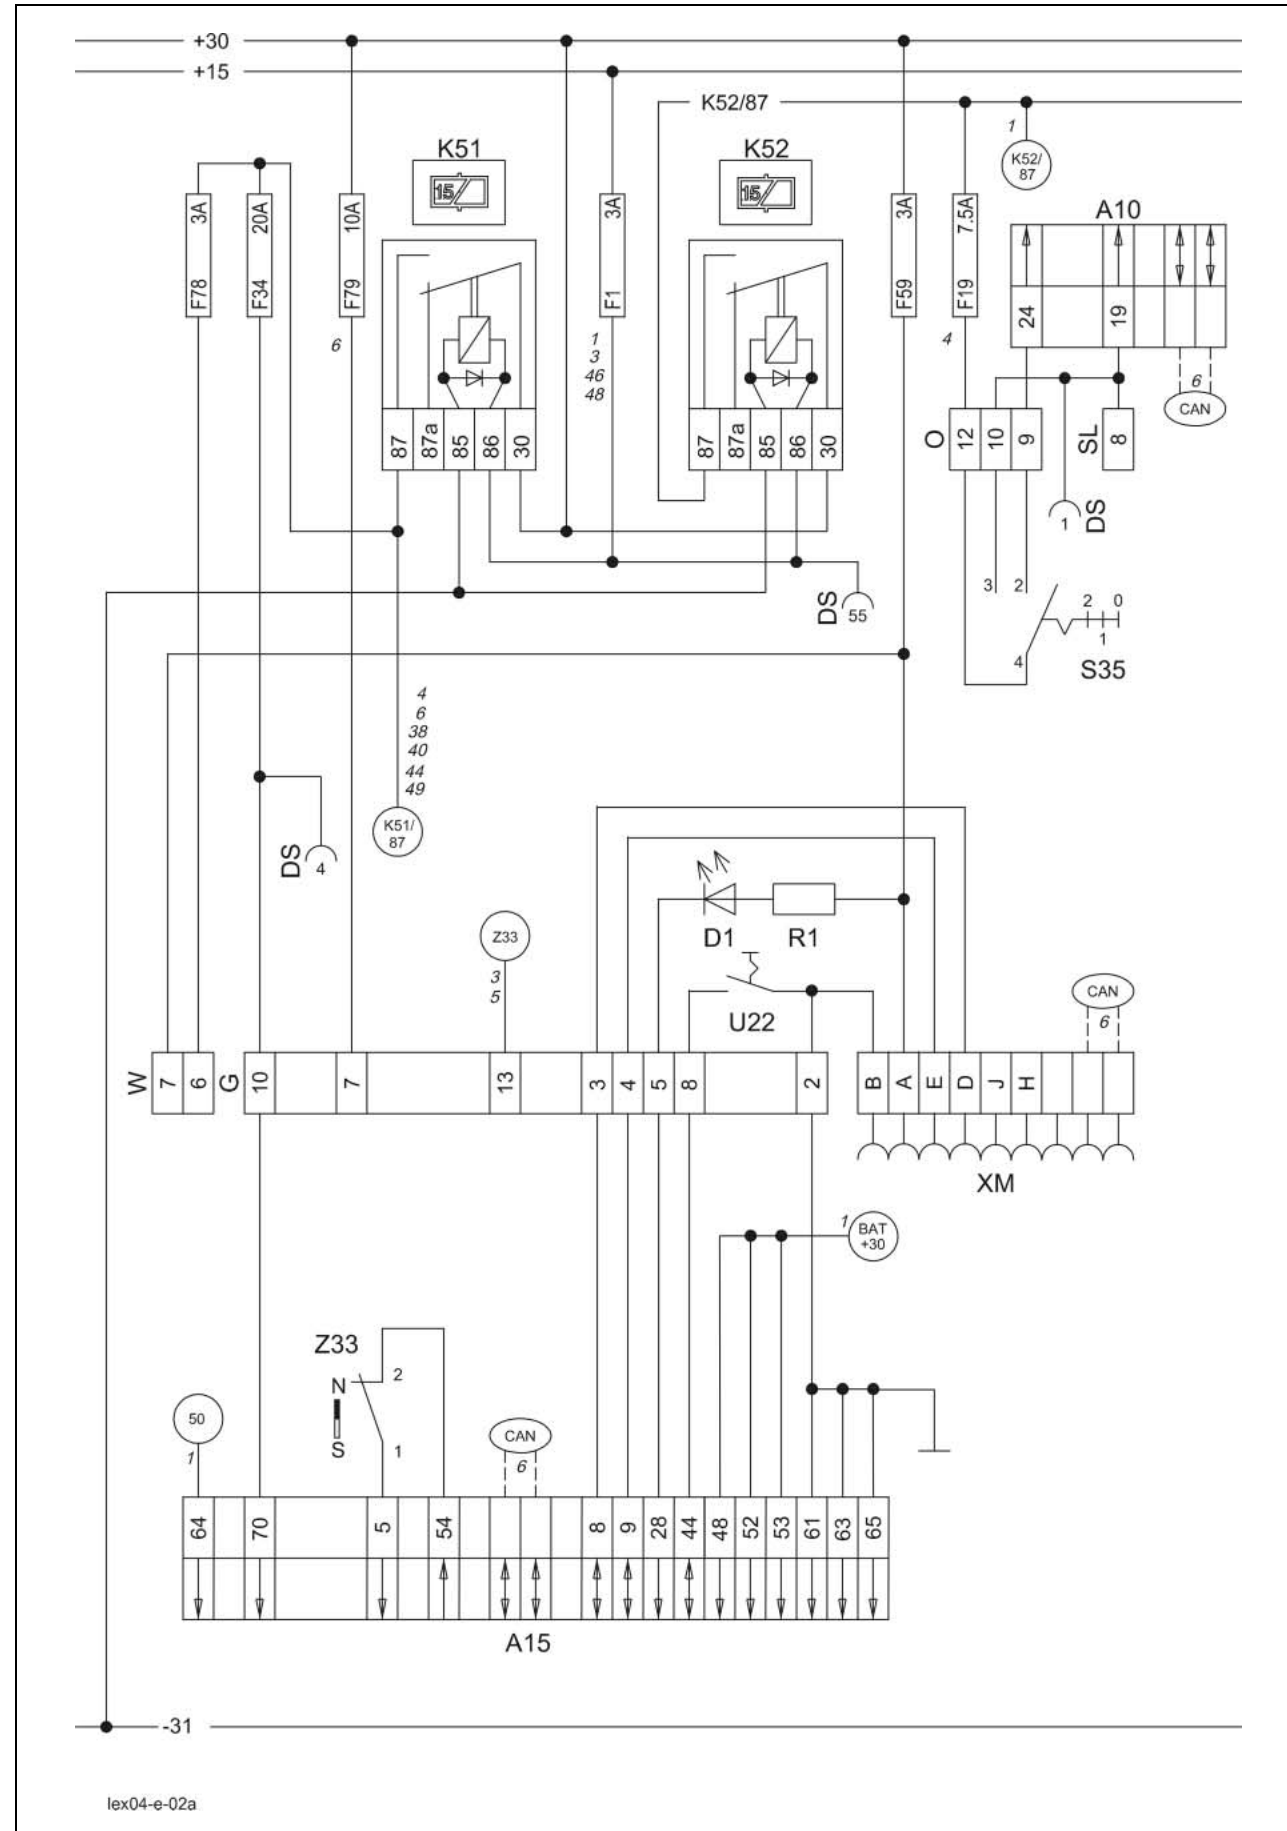 +30
+15
K52/87
1
K52/
87
K51
K52
15
15
A10
F78 3A
F34 20A
F79 10A
F1 3A
F59 3A
F19 7.5A
24 19
6
1
3
46
48
4
6
CAN
87 87a 85 86 30
87 87a 85 86 30
O 12 10 9
SL 8
DS 1
3 2
2 0
1
4
S35
DS 55
4
6
38
40
44
49
K51/
87
DS 4
Z33
3
5
D1 R1
U22
CAN
6
W 7 6 G 10 7 13 3 4 5 8 2 B A E D J H
XM
1
BAT
+30
Z33
N
S
2
1
50
1
CAN
6
64 70 5 54 8 9 28 44 48 52 53 61 63 65
A15
-31
lex04-e-02a